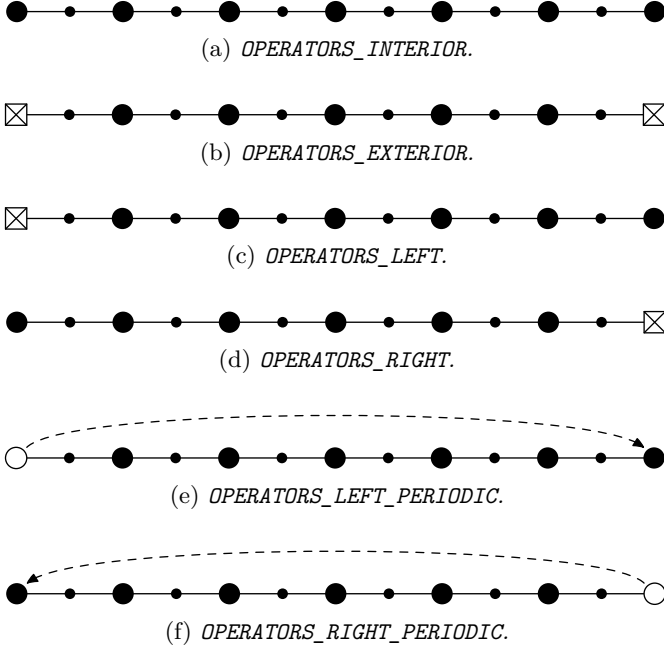 (a) OPERATORS_INTERIOR.
(b) OPERATORS_EXTERIOR.
(c) OPERATORS_LEFT.
(d) OPERATORS_RIGHT.
(e) OPERATORS_LEFT_PERIODIC.
(f) OPERATORS_RIGHT_PERIODIC.